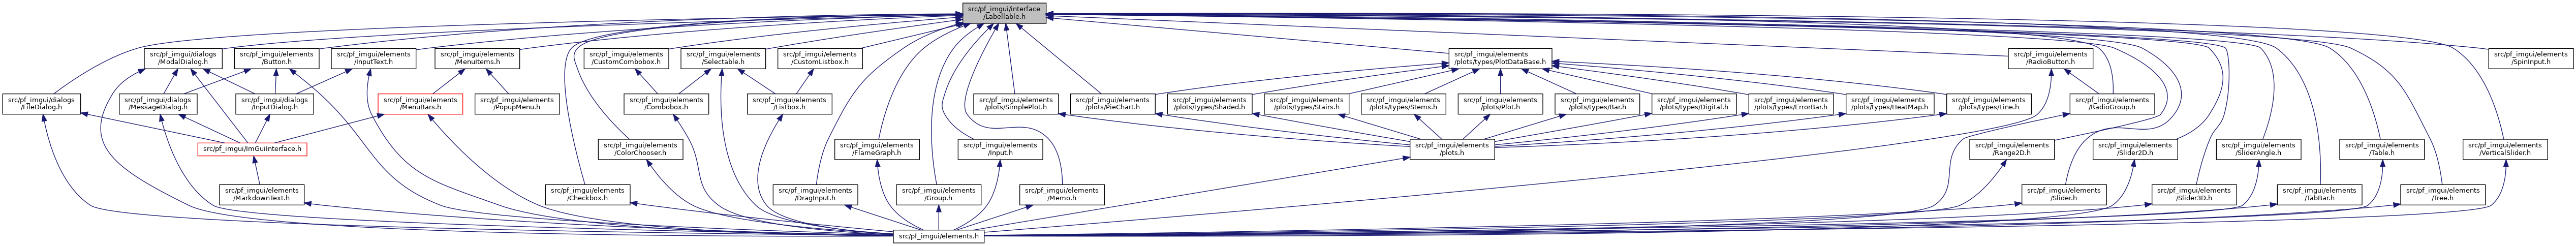 src/pf_imgui/interface
/Labellable.h
src/pf_imgui/dialogs
/ModalDialog.h
src/pf_imgui/elements
/Button.h
src/pf_imgui/elements
/InputText.h
src/pf_imgui/elements
/MenuItems.h
src/pf_imgui/elements
/CustomCombobox.h
src/pf_imgui/elements
/Selectable.h
src/pf_imgui/elements
/CustomListbox.h
src/pf_imgui/elements
/plots/types/PlotDataBase.h
src/pf_imgui/elements
/RadioButton.h
src/pf_imgui/elements
/SpinInput.h
src/pf_imgui/dialogs
/FileDialog.h
src/pf_imgui/dialogs
/MessageDialog.h
src/pf_imgui/dialogs
/InputDialog.h
src/pf_imgui/elements
/MenuBars.h
src/pf_imgui/elements
/PopupMenu.h
src/pf_imgui/elements
/Combobox.h
src/pf_imgui/elements
/Listbox.h
src/pf_imgui/elements
/plots/SimplePlot.h
src/pf_imgui/elements
/plots/PieChart.h
src/pf_imgui/elements
/plots/types/Shaded.h
src/pf_imgui/elements
/plots/types/Stairs.h
src/pf_imgui/elements
/plots/types/Stems.h
src/pf_imgui/elements
/plots/Plot.h
src/pf_imgui/elements
/plots/types/Bar.h
src/pf_imgui/elements
/plots/types/Digital.h
src/pf_imgui/elements
/plots/types/ErrorBar.h
src/pf_imgui/elements
/plots/types/HeatMap.h
src/pf_imgui/elements
/plots/types/Line.h
src/pf_imgui/elements
/RadioGroup.h
src/pf_imgui/ImGuiInterface.h
src/pf_imgui/elements
/ColorChooser.h
src/pf_imgui/elements
/FlameGraph.h
src/pf_imgui/elements
/Input.h
src/pf_imgui/elements
/plots.h
src/pf_imgui/elements
/Range2D.h
src/pf_imgui/elements
/Slider2D.h
src/pf_imgui/elements
/SliderAngle.h
src/pf_imgui/elements
/Table.h
src/pf_imgui/elements
/VerticalSlider.h
src/pf_imgui/elements
/MarkdownText.h
src/pf_imgui/elements
/Checkbox.h
src/pf_imgui/elements
/DragInput.h
src/pf_imgui/elements
/Group.h
src/pf_imgui/elements
/Memo.h
src/pf_imgui/elements
/Slider.h
src/pf_imgui/elements
/Slider3D.h
src/pf_imgui/elements
/TabBar.h
src/pf_imgui/elements
/Tree.h
src/pf_imgui/elements.h